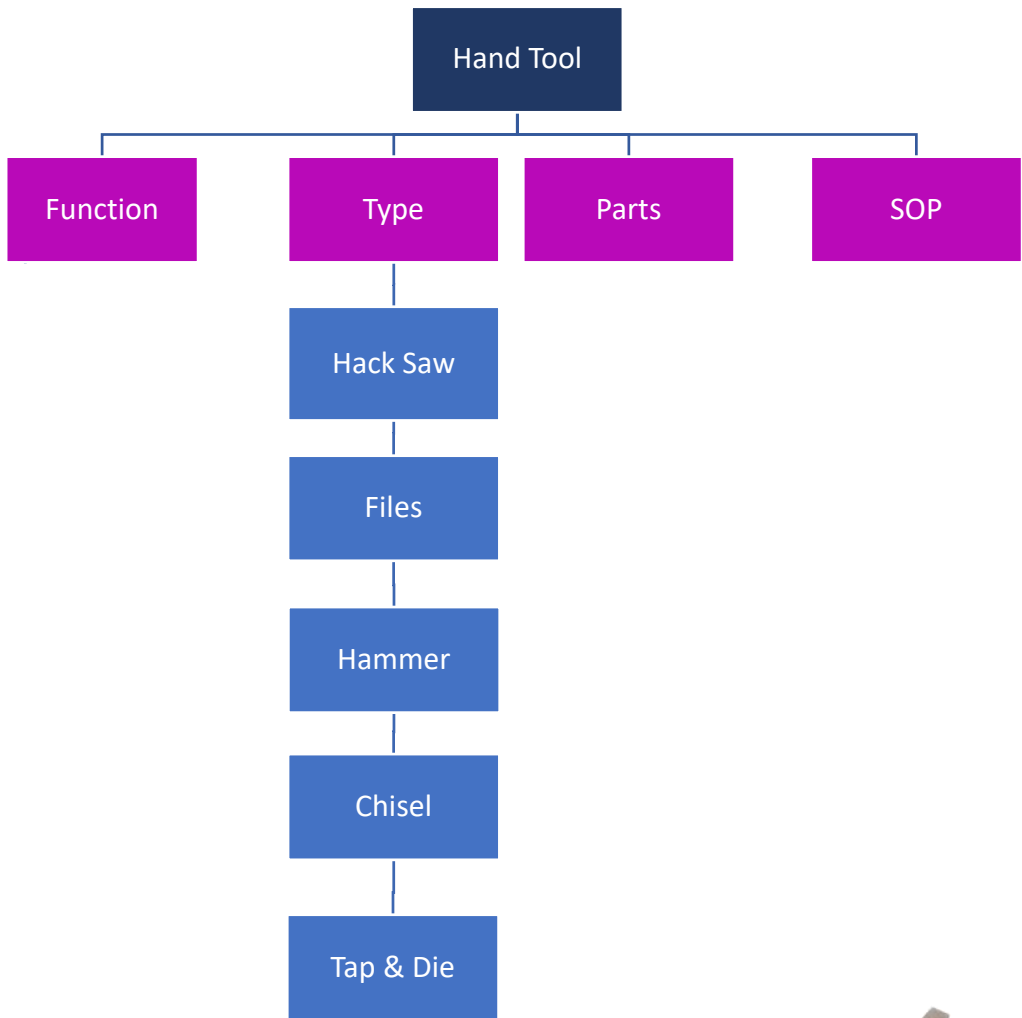 Hand Tool
Function
Type
Parts
SOP
Hack Saw
Files
Hammer
Chisel
Tap & Die